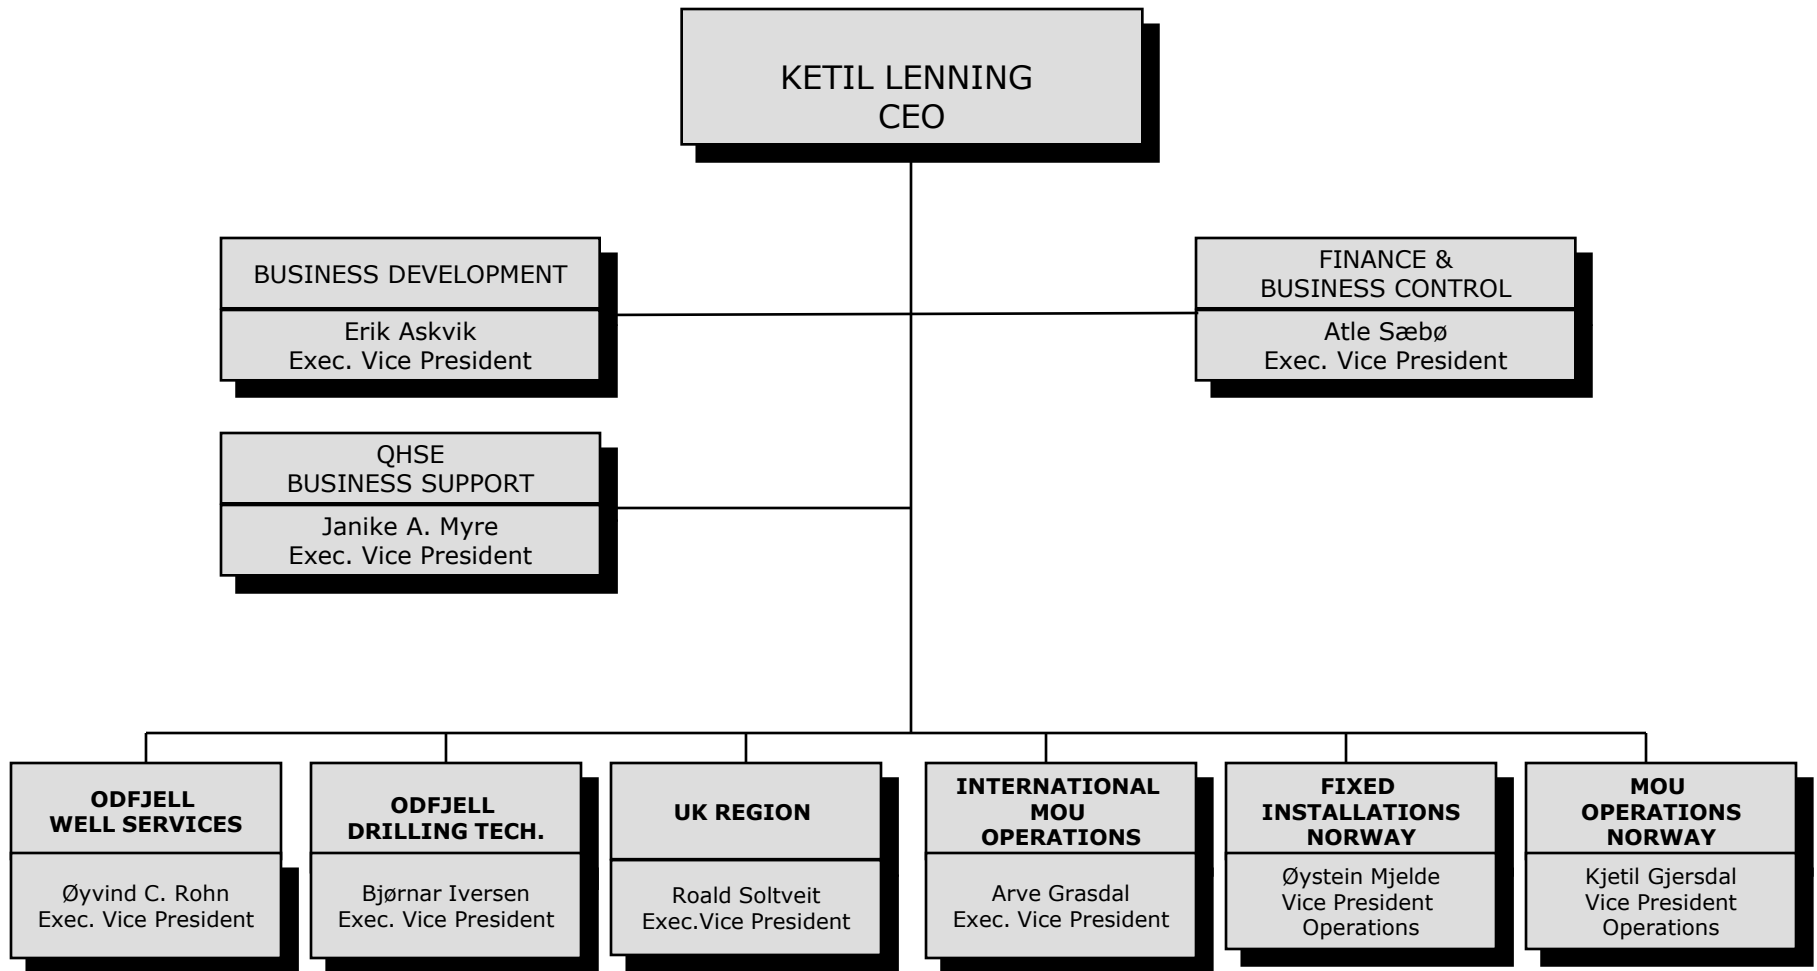 KETIL LENNING
CEO
BUSINESS DEVELOPMENT
Erik Askvik
Exec. Vice President
FINANCE &
BUSINESS CONTROL
Atle Sæbø
Exec. Vice President
QHSE
BUSINESS SUPPORT
Janike A. Myre
Exec. Vice President
ODFJELL
WELL SERVICES
Øyvind C. Rohn
Exec. Vice President
ODFJELL
DRILLING TECH.
Bjørnar Iversen
Exec. Vice President
UK REGION
Roald Soltveit
Exec.Vice President
INTERNATIONAL
MOU
OPERATIONS
Arve Grasdal
Exec. Vice President
FIXED
INSTALLATIONS
NORWAY
Øystein Mjelde
Vice President
Operations
MOU
OPERATIONS
NORWAY
Kjetil Gjersdal
Vice President
Operations